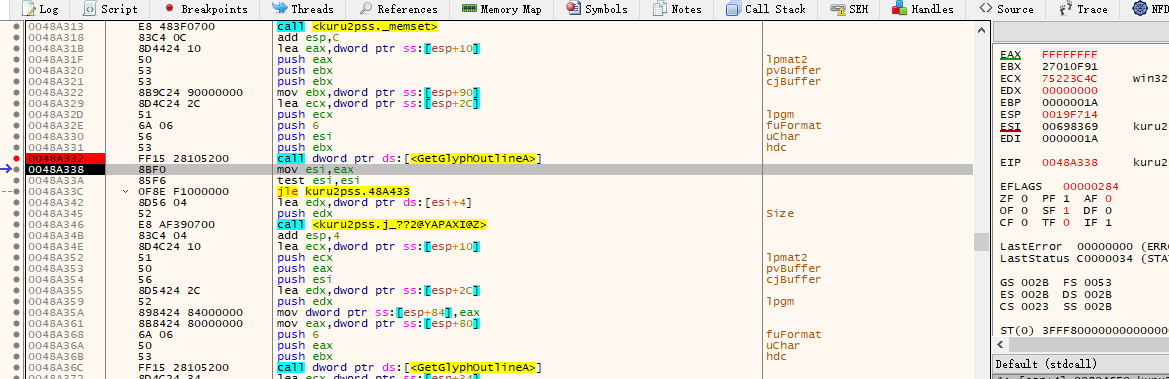 Log Script Breakpoints Threads References Memory Map Symbols Notes Call Stack SEH Handles Source Trace NFD
0048A313 E8 483F0700 call <kuru2pss._memset>
0048A318 83C4 0C add esp,C
0048A31B 8D4424 10 lea eax,dword ptr ss:[esp+10]
0048A31F 50 push eax lpmat2
0048A320 53 push ebx pvBuffer
0048A321 53 push ebx cjBuffer
0048A322 8B9C24 90000000 mov ebx,dword ptr ss:[esp+90]
0048A329 8D4C24 2C lea ecx,dword ptr ss:[esp+2C]
0048A32D 51 push ecx lpgm
0048A32E 6A 06 push 6 fuFormat
0048A330 56 push esi uChar
0048A331 53 push ebx hdc
0048A332 FF15 28105200 call dword ptr ds:[<GetGlyphOutlineA>]
0048A338 8BF0 mov esi,eax
0048A33A 85F6 test esi,esi
0048A33C 0F8E F1000000 jle kuru2pss.48A433
0048A342 8D56 04 lea edx,dword ptr ds:[esi+4]
0048A345 52 push edx Size
0048A346 E8 AF390700 call <kuru2pss.j_??2@YAPAXI@Z>
0048A34B 83C4 04 add esp,4
0048A34E 8D4C24 10 lea ecx,dword ptr ss:[esp+10]
0048A352 51 push ecx lpmat2
0048A353 50 push eax pvBuffer
0048A354 56 push esi cjBuffer
0048A355 8D5424 2C lea edx,dword ptr ss:[esp+2C]
0048A359 52 push edx lpgm
0048A35A 898424 84000000 mov dword ptr ss:[esp+84],eax
0048A361 8B8424 80000000 mov eax,dword ptr ss:[esp+80]
0048A368 6A 06 push 6 fuFormat
0048A36A 50 push eax uChar
0048A36B 53 push ebx hdc
0048A36C FF15 28105200 call dword ptr ds:[<GetGlyphOutlineA>]
0048A372 8D4C24 34 lea ecx,dword ptr ss:[esp+34]
EAX FFFFFFFF
EBX 27010F91
ECX 75223C4C win32
EDX 00000000
EBP 0000001A
ESP 0019F714
ESI 00698369 kuru2
EDI 0000001A
EIP 0048A338 kuru2
EFLAGS 00000284
ZF 0 PF 1 AF 0
OF 0 SF 1 DF 0
CF 0 TF 0 IF 1
LastError 00000000 (ERR
LastStatus C0000034 (STA
GS 002B FS 0053
ES 002B DS 002B
CS 0023 SS 002B
ST(0) 3FFF800000000000
Default (stdcall)